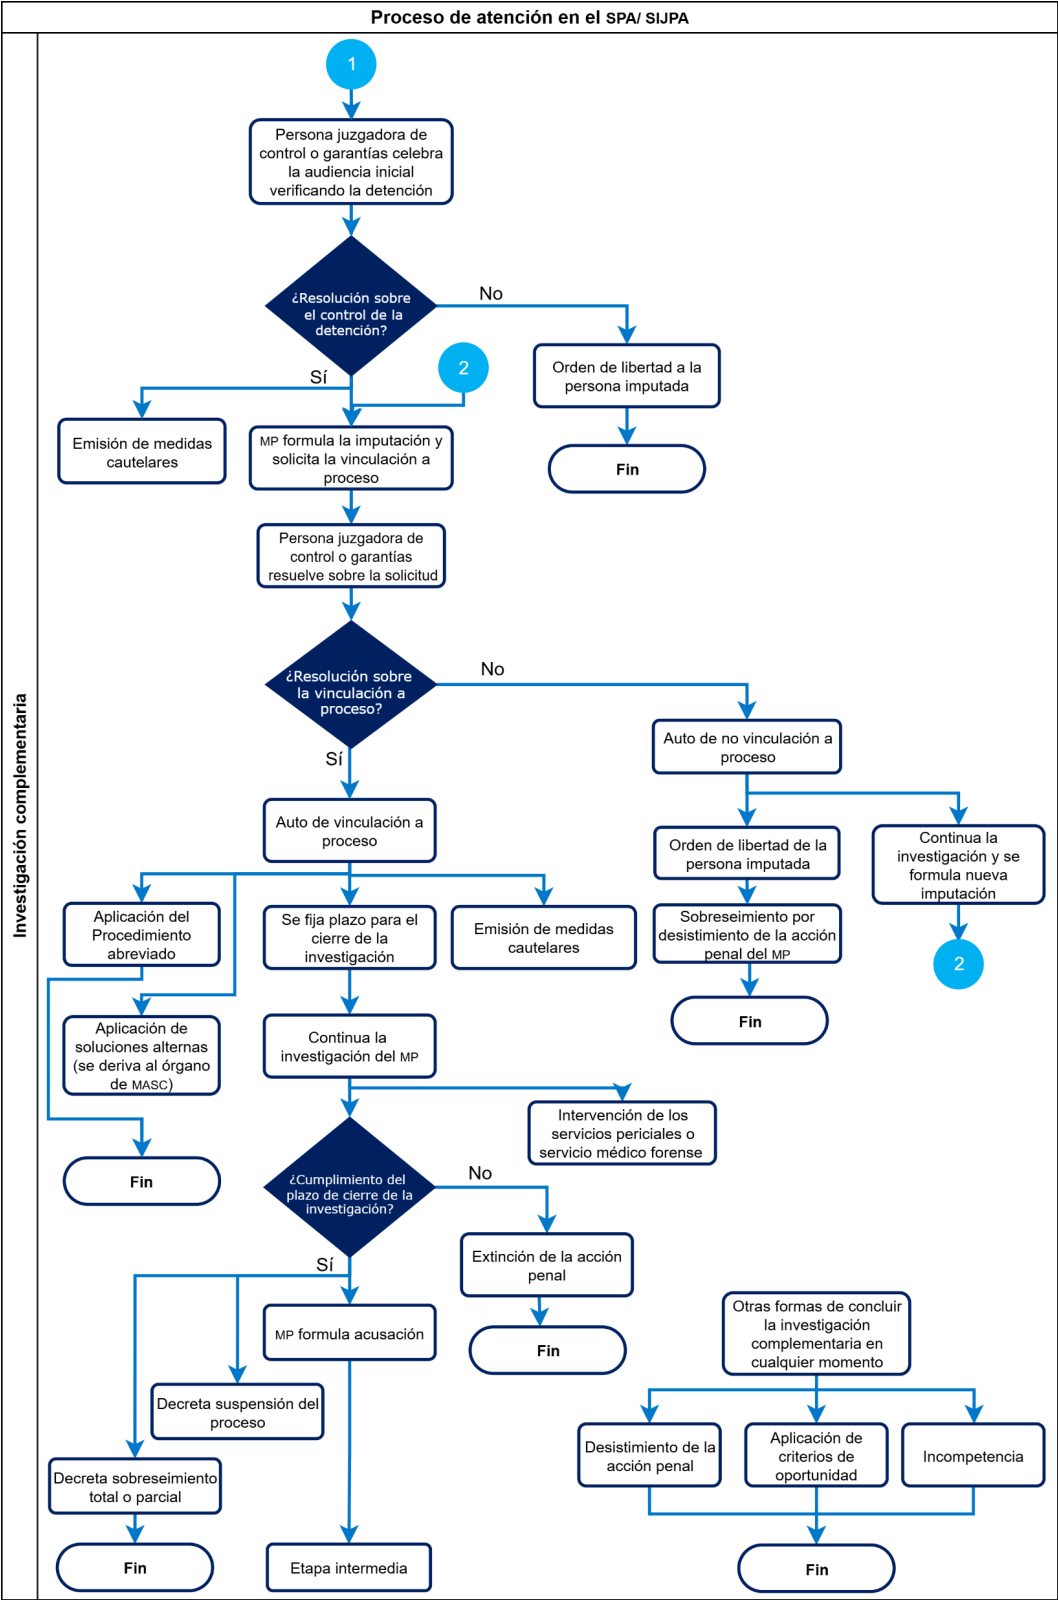 Proceso de atención en el SPA/ SIJPA
Investigación complementaria
1
Persona juzgadora de
control o garantías celebra
la audiencia inicial
verificando la detención
¿Resolución sobre
el control de la
detención?
No
Orden de libertad a la
persona imputada
Fin
Sí
2
Emisión de medidas
cautelares
MP formula la imputación y
solicita la vinculación a
proceso
Persona juzgadora de
control o garantías
resuelve sobre la solicitud
¿Resolución sobre
la vinculación a
proceso?
No
Auto de no vinculación a
proceso
Orden de libertad de la
persona imputada
Continua la
investigación y se
formula nueva
imputación
Sobreseimiento por
desistimiento de la acción
penal del MP
2
Fin
Sí
Auto de vinculación a
proceso
Aplicación del
Procedimiento
abreviado
Se fija plazo para el
cierre de la
investigación
Emisión de medidas
cautelares
Aplicación de
soluciones alternas
(se deriva al órgano
de MASC)
Continua la
investigación del MP
Intervención de los
servicios periciales o
servicio médico forense
Fin
¿Cumplimiento del
plazo de cierre de la
investigación?
No
Extinción de la acción
penal
Fin
Sí
MP formula acusación
Decreta suspensión del
proceso
Decreta sobreseimiento
total o parcial
Fin
Etapa intermedia
Otras formas de concluir
la investigación
complementaria en
cualquier momento
Desistimiento de la
acción penal
Aplicación de
criterios de
oportunidad
Incompetencia
Fin